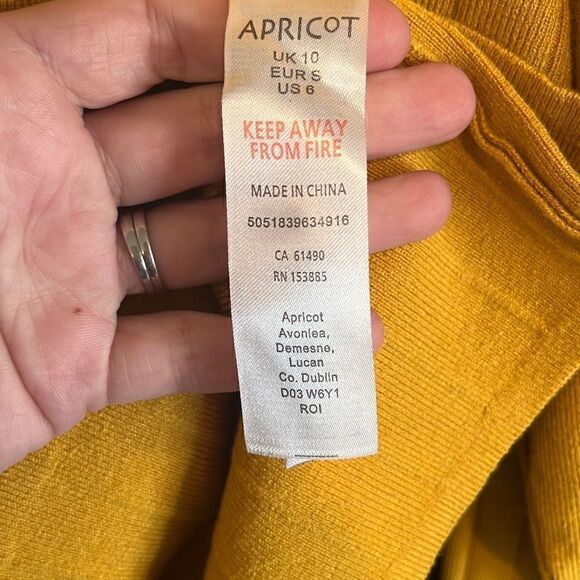 APRICOT
UK 10
EUR S
US 6
KEEP AWAY
FROM FIRE
MADE IN CHINA
5051839634916
CA 61490
RN 153885
Apricot
Avonlea,
Demesne,
Lucan
Co. Dublin
D03 W6Y1
ROI